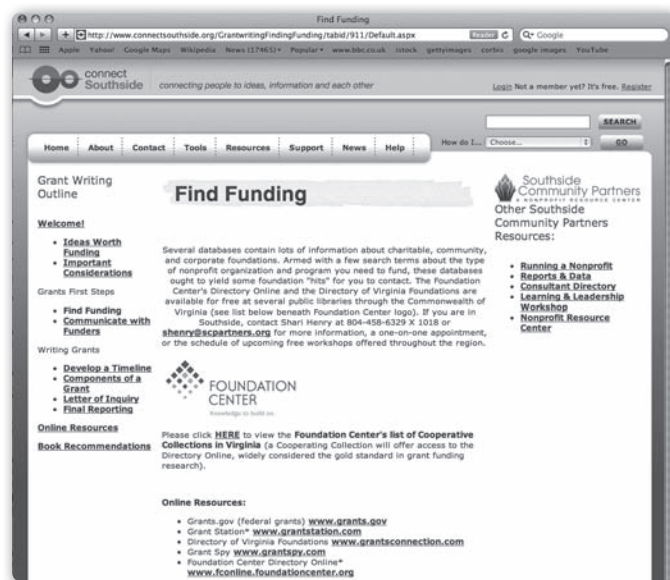 Find Funding
http://www.connectsouthside.org/GrantwritingFindingFunding/tabid/911/Default.aspx
Reader
Google
Apple Yahoo! Google Maps Wikipedia News (17465) Popular www.bbc.co.uk istock gettyimages corbis google images YouTube
connect
Southside
connecting people to ideas, information and each other
Login Not a member yet? It's free. Register
SEARCH
Home About Contact Tools Resources Support News Help
How do I... Choose... GO
Grant Writing
Outline
Welcome!
Ideas Worth
Funding
Important
Considerations
Grants First Steps
Find Funding
Communicate with
Funders
Writing Grants
Develop a Timeline
Components of a
Grant
Letter of Inquiry
Final Reporting
Online Resources
Book Recommendations
Find Funding
Several databases contain lots of information about charitable, community,
and corporate foundations. Armed with a few search terms about the type
of nonprofit organization and program you need to fund, these databases
ought to yield some foundation "hits" for you to contact. The Foundation
Center's Directory Online and the Directory of Virginia Foundations are
available for free at several public libraries through the Commonwealth of
Virginia (see list below beneath Foundation Center logo). If you are in
Southside, contact Shari Henry at 804-458-6329 X 1018 or
shenry@scpartners.org for more information, a one-on-one appointment,
or the schedule of upcoming free workshops offered throughout the region.
FOUNDATION
CENTER
Knowledge to build on.
Please click HERE to view the Foundation Center's list of Cooperative
Collections in Virginia (a Cooperating Collection will offer access to the
Directory Online, widely considered the gold standard in grant funding
research).
Online Resources:
Grants.gov (federal grants) www.grants.gov
Grant Station* www.grantstation.com
Directory of Virginia Foundations www.grantsconnection.com
Grant Spy www.grantspy.com
Foundation Center Directory Online*
www.fconline.foundationcenter.org
Southside
Community Partners
A NONPROFIT RESOURCE CENTER
Other Southside
Community Partners
Resources:
Running a Nonprofit
Reports & Data
Consultant Directory
Learning & Leadership
Workshop
Nonprofit Resource
Center